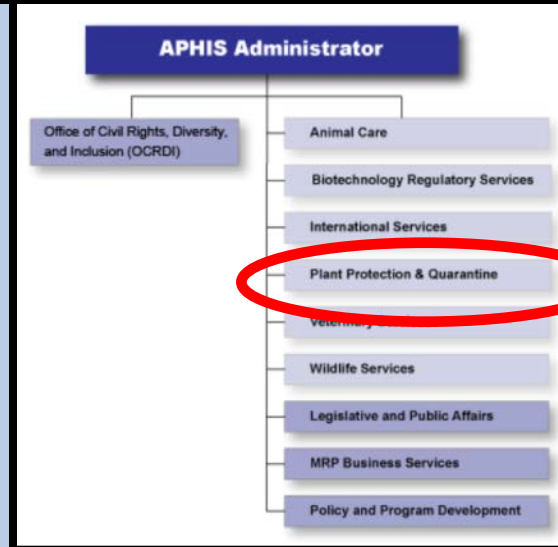 APHIS Administrator
Office of Civil Rights, Diversity,
and Inclusion (OCRDI)
Animal Care
Biotechnology Regulatory Services
International Services
Plant Protection & Quarantine
Veterinary
Wildlife Services
Legislative and Public Affairs
MRP Business Services
Policy and Program Development